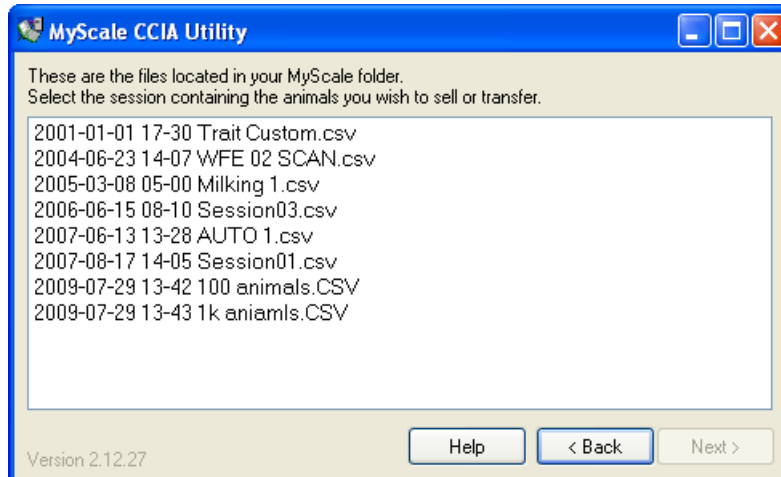 MyScale CCIA Utility
These are the files located in your MyScale folder.
Select the session containing the animals you wish to sell or transfer.
2001-01-01 17-30 Trait Custom.csv
2004-06-23 14-07 WFE 02 SCAN.csv
2005-03-08 05-00 Milking 1.csv
2006-06-15 08-10 Session03.csv
2007-06-13 13-28 AUTO 1.csv
2007-08-17 14-05 Session01.csv
2009-07-29 13-42 100 animals.CSV
2009-07-29 13-43 1k aniamls.CSV
Version 2.12.27
Help
< Back
Next >